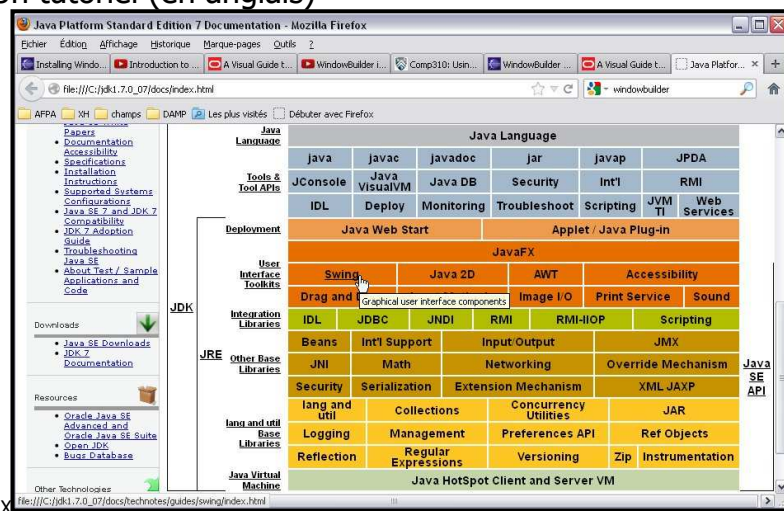 on tutoriel (en anglais)
Java Platform Standard Edition 7 Documentation - Mozilla Firefox
Fichier Édition Affichage Historique Marque-pages Outils ?
Installing Windo... Introduction to ... A Visual Guide t... WindowBuilder i... Comp310: Usin... WindowBuilder ... A Visual Guide t... Java Platfor... × +
file:///C:/jdk1.7.0_07/docs/index.html windowbuilder
AFPA XH champs DAMP Les plus visités Débuter avec Firefox
Papers
Documentation
Accessibility
Specifications
Installation
Instructions
Supported Systems
Configurations
Java SE 7 and JDK 7
Compatibility
JDK 7 Adoption
Guide
Troubleshooting
Java SE
About Test / Sample
Applications and
Code
Downloads
Java SE Downloads
JDK 7
Documentation
Resources
Oracle Java SE
Advanced and
Oracle Java SE Suite
Open JDK
Bugs Database
Other Technologies
JDK
JRE
Java
Language
Java Language
Tools &
Tool APIs
java javac javadoc jar javap JPDA
JConsole Java VisualVM Java DB Security Int'l RMI
IDL Deploy Monitoring Troubleshoot Scripting JVM TI Web Services
Deployment
Java Web Start Applet / Java Plug-in
User
Interface
Toolkits
JavaFX
Swing Java 2D AWT Accessibility
Drag and Image I/O Print Service Sound
Graphical user interface components
Integration
Libraries
IDL JDBC JNDI RMI RMI-IIOP Scripting
Other Base
Libraries
Beans Int'l Support Input/Output JMX
JNI Math Networking Override Mechanism
Security Serialization Extension Mechanism XML JAXP
lang and util
Base
Libraries
lang and util Collections Concurrency Utilities JAR
Logging Management Preferences API Ref Objects
Reflection Regular Expressions Versioning Zip Instrumentation
Java Virtual
Machine
Java HotSpot Client and Server VM
Java
SE
API
x
file:///C:/jdk1.7.0_07/docs/technotes/guides/swing/index.html